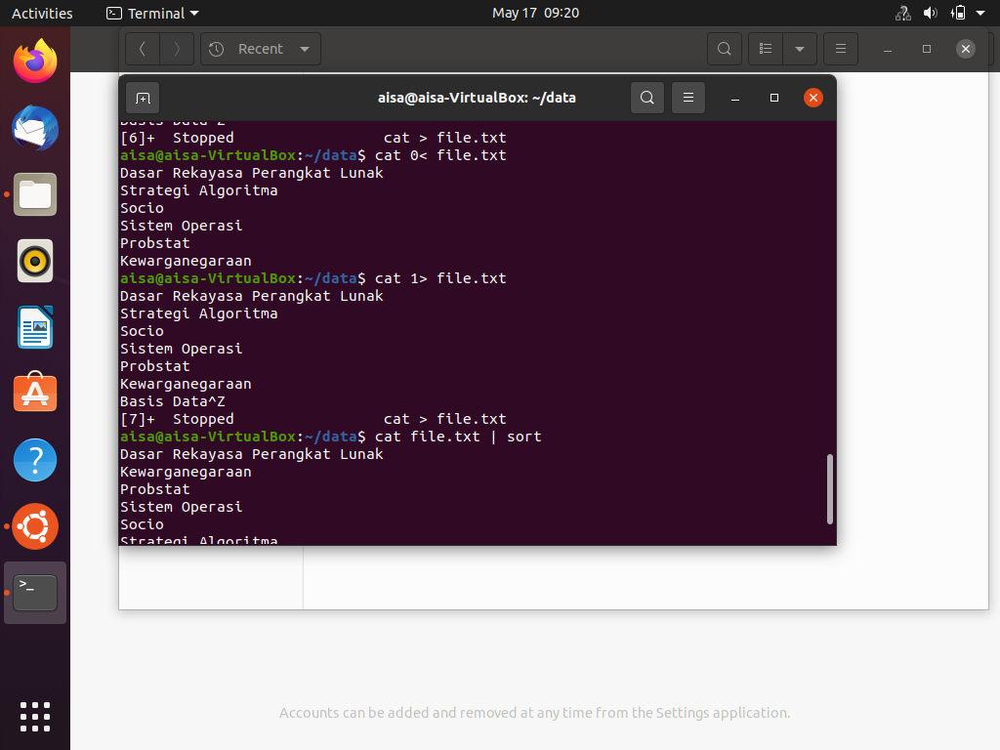 Activities
Terminal
May 17 09:20
Recent
aisa@aisa-VirtualBox: ~/data
Basis Data^Z
[6]+  Stopped                 cat > file.txt
aisa@aisa-VirtualBox:~/data$ cat 0< file.txt
Dasar Rekayasa Perangkat Lunak
Strategi Algoritma
Socio
Sistem Operasi
Probstat
Kewarganegaraan
aisa@aisa-VirtualBox:~/data$ cat 1> file.txt
Dasar Rekayasa Perangkat Lunak
Strategi Algoritma
Socio
Sistem Operasi
Probstat
Kewarganegaraan
Basis Data^Z
[7]+  Stopped                 cat > file.txt
aisa@aisa-VirtualBox:~/data$ cat file.txt | sort
Dasar Rekayasa Perangkat Lunak
Kewarganegaraan
Probstat
Sistem Operasi
Socio
Strategi Algoritma
Accounts can be added and removed at any time from the Settings application.